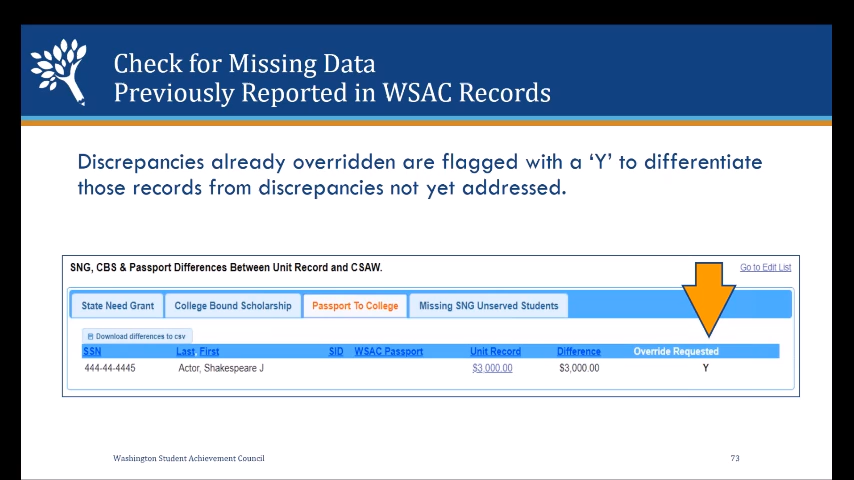 Check for Missing Data
Previously Reported in WSAC Records
Discrepancies already overridden are flagged with a ‘Y’ to differentiate
those records from discrepancies not yet addressed.
SNG, CBS & Passport Differences Between Unit Record and CSAW.
Go to Edit List
State Need Grant College Bound Scholarship Passport To College Missing SNG Unserved Students
Download differences to csv
SSN Last, First SID WSAC Passport Unit Record Difference Override Requested
444-44-4445 Actor, Shakespeare J $3,000.00 $3,000.00 Y
Washington Student Achievement Council 73